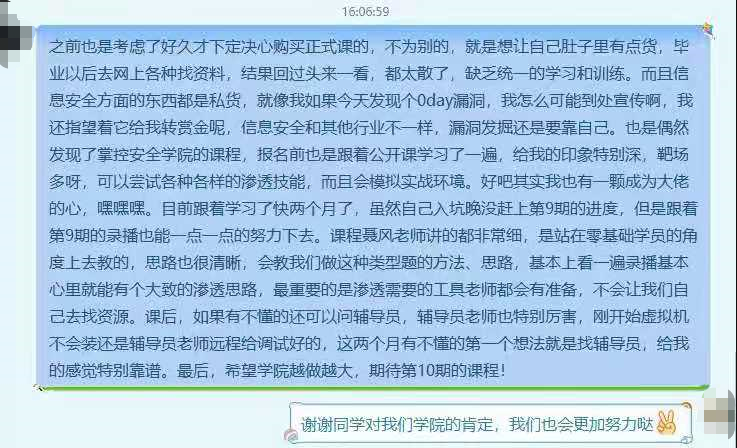 16:06:59
之前也是考虑了好久才下定决心购买正式课的，不为别的，就是想让自己肚子里有点货，毕
业以后去网上各种找资料，结果回过头来一看，都太散了，缺乏统一的学习和训练。而且信
息安全方面的东西都是私货，就像我如果今天发现个0day漏洞，我怎么可能到处宣传啊，我
还指望着它给我转赏金呢，信息安全和其他行业不一样，漏洞发掘还是要靠自己。也是偶然
发现了掌控安全学院的课程，报名前也是跟着公开课学习了一遍，给我的印象特别深，靶场
多呀，可以尝试各种各样的渗透技能，而且会模拟实战环境。好吧其实我也有一颗成为大佬
的心，嘿嘿嘿。目前跟着学习了快两个月了，虽然自己入坑晚没赶上第9期的进度，但是跟着
第9期的录播也能一点一点的努力下去。课程聂风老师讲的都非常细，是站在零基础学员的角
度上去教的，思路也很清晰，会教我们做这种类型题的方法、思路，基本上看一遍录播基本
心里就能有个大致的渗透思路，最重要的是渗透需要的工具老师都会有准备，不会让我们自
己去找资源。课后，如果有不懂的还可以问辅导员，辅导员老师也特别厉害，刚开始虚拟机
不会装还是辅导员老师远程给调试好的，这两个月有不懂的第一个想法就是找辅导员，给我
的感觉特别靠谱。最后，希望学院越做越大，期待第10期的课程！
谢谢同学对我们学院的肯定，我们也会更加努力哒